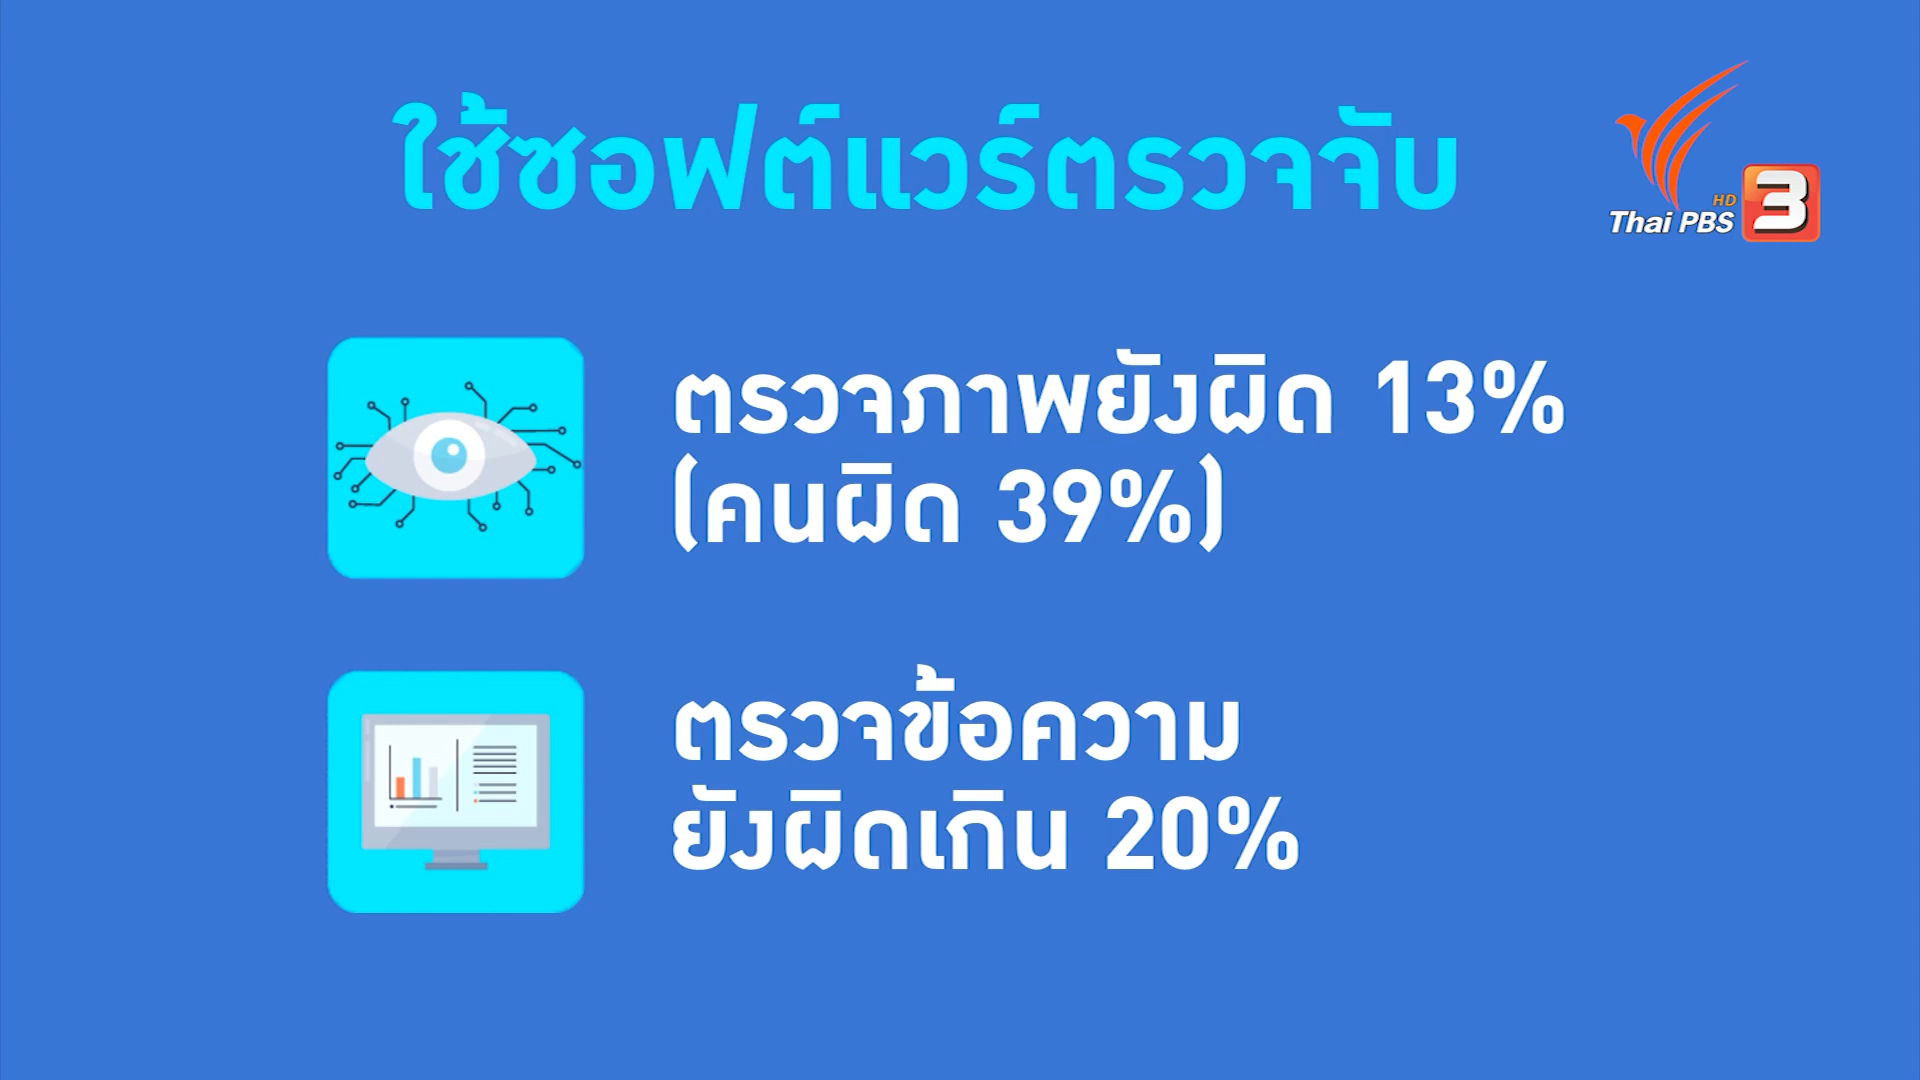 ใช้ซอฟต์แวร์ตรวจจับ
HD
Thai PBS 3
ตรวจภาพยังผิด 13%
(คนผิด 39%)
ตรวจข้อความ
ยังผิดเกิน 20%